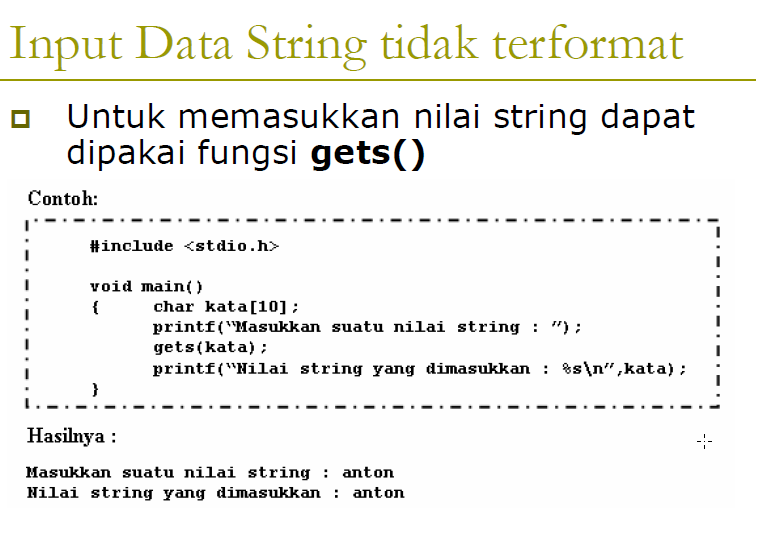 Input Data String tidak terformat
Untuk memasukkan nilai string dapat
dipakai fungsi gets()
Contoh:
#include <stdio.h>
void main()
{ char kata[10];
printf(“Masukkan suatu nilai string : ”);
gets(kata);
printf(“Nilai string yang dimasukkan : %s\n”,kata);
}
Hasilnya :
Masukkan suatu nilai string : anton
Nilai string yang dimasukkan : anton